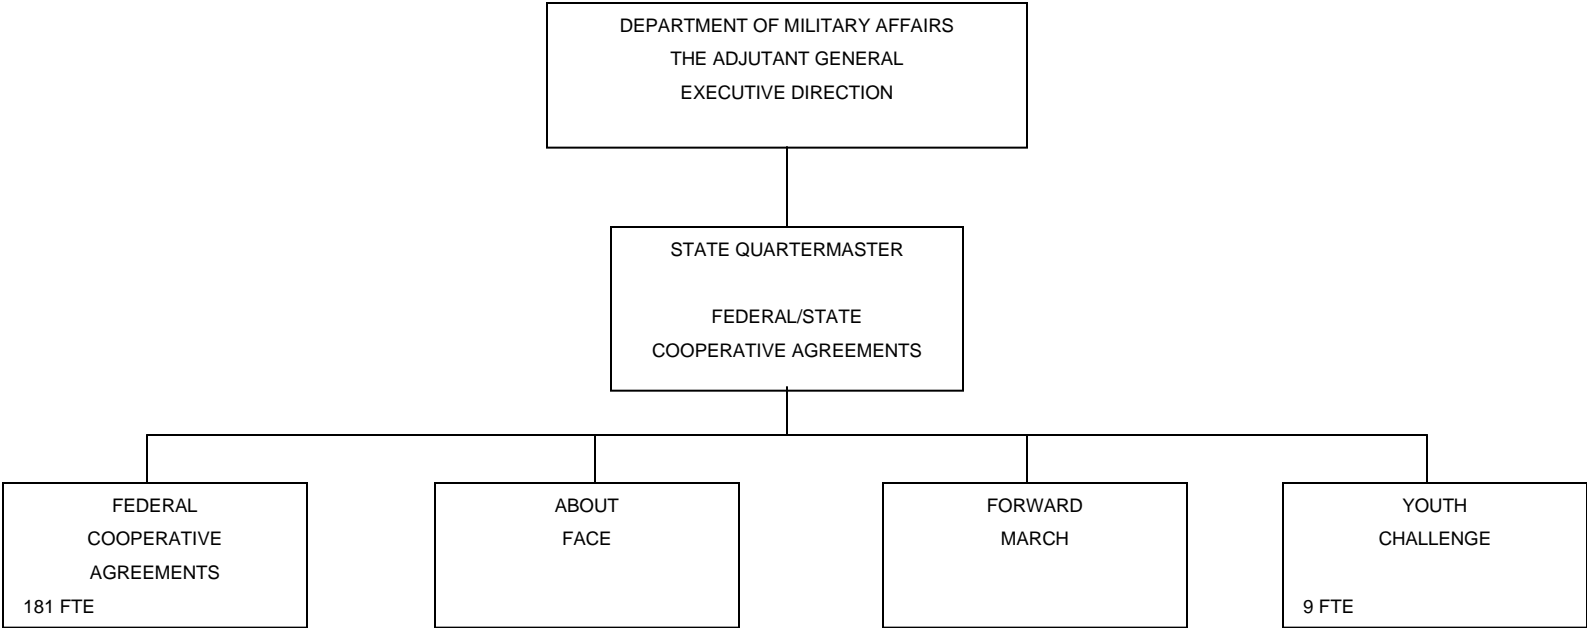 DEPARTMENT OF MILITARY AFFAIRS
THE ADJUTANT GENERAL
EXECUTIVE DIRECTION
STATE QUARTERMASTER
FEDERAL/STATE
COOPERATIVE AGREEMENTS
FEDERAL
COOPERATIVE
AGREEMENTS
181 FTE
ABOUT
FACE
FORWARD
MARCH
YOUTH
CHALLENGE
9 FTE